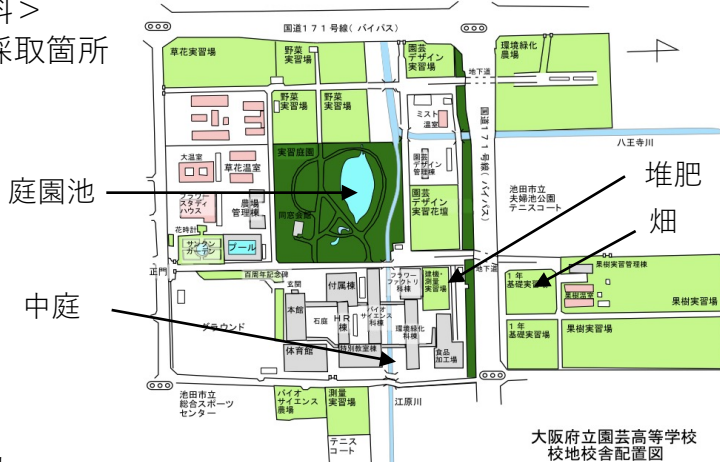 料＞
采取箇所
国道１７１号線( バイパス)
草花実習場
野菜
実習場
園芸
デザイン
実習場
環境緑化
農場
地下道
野菜
実習場
野菜
実習場
ミスト
温室
国道１７１号線（バイパス）
八王寺川
大温室
草花温室
実習庭園
園芸
デザイン
管理棟
フラワー
スタディ
ハウス
農場
管理棟
同窓会館
園芸
デザイン
実習花壇
池田市立
夫婦池公園
テニスコート
庭園池
堆肥
畑
花時計
サンクン
ガーデン
プール
正門
百周年記念碑
地下道
玄関
付属棟
フラワー
ファクトリ
科棟
建機・
測量
実習場
１年
基礎実習場
果樹実習管理棟
果樹温室
果樹実習場
中庭
グラウンド
本館
石庭
ＨＲ
棟
バイオ
サイエンス
科棟
環境緑化
科棟
１年
基礎実習場
果樹実習場
体育館
特別教室棟
食品
加工場
池田市立
総合スポーツ
センター
バイオ
サイエンス
農場
測量
実習場
江原川
テニス
コート
大阪府立園芸高等学校
校地校舎配置図